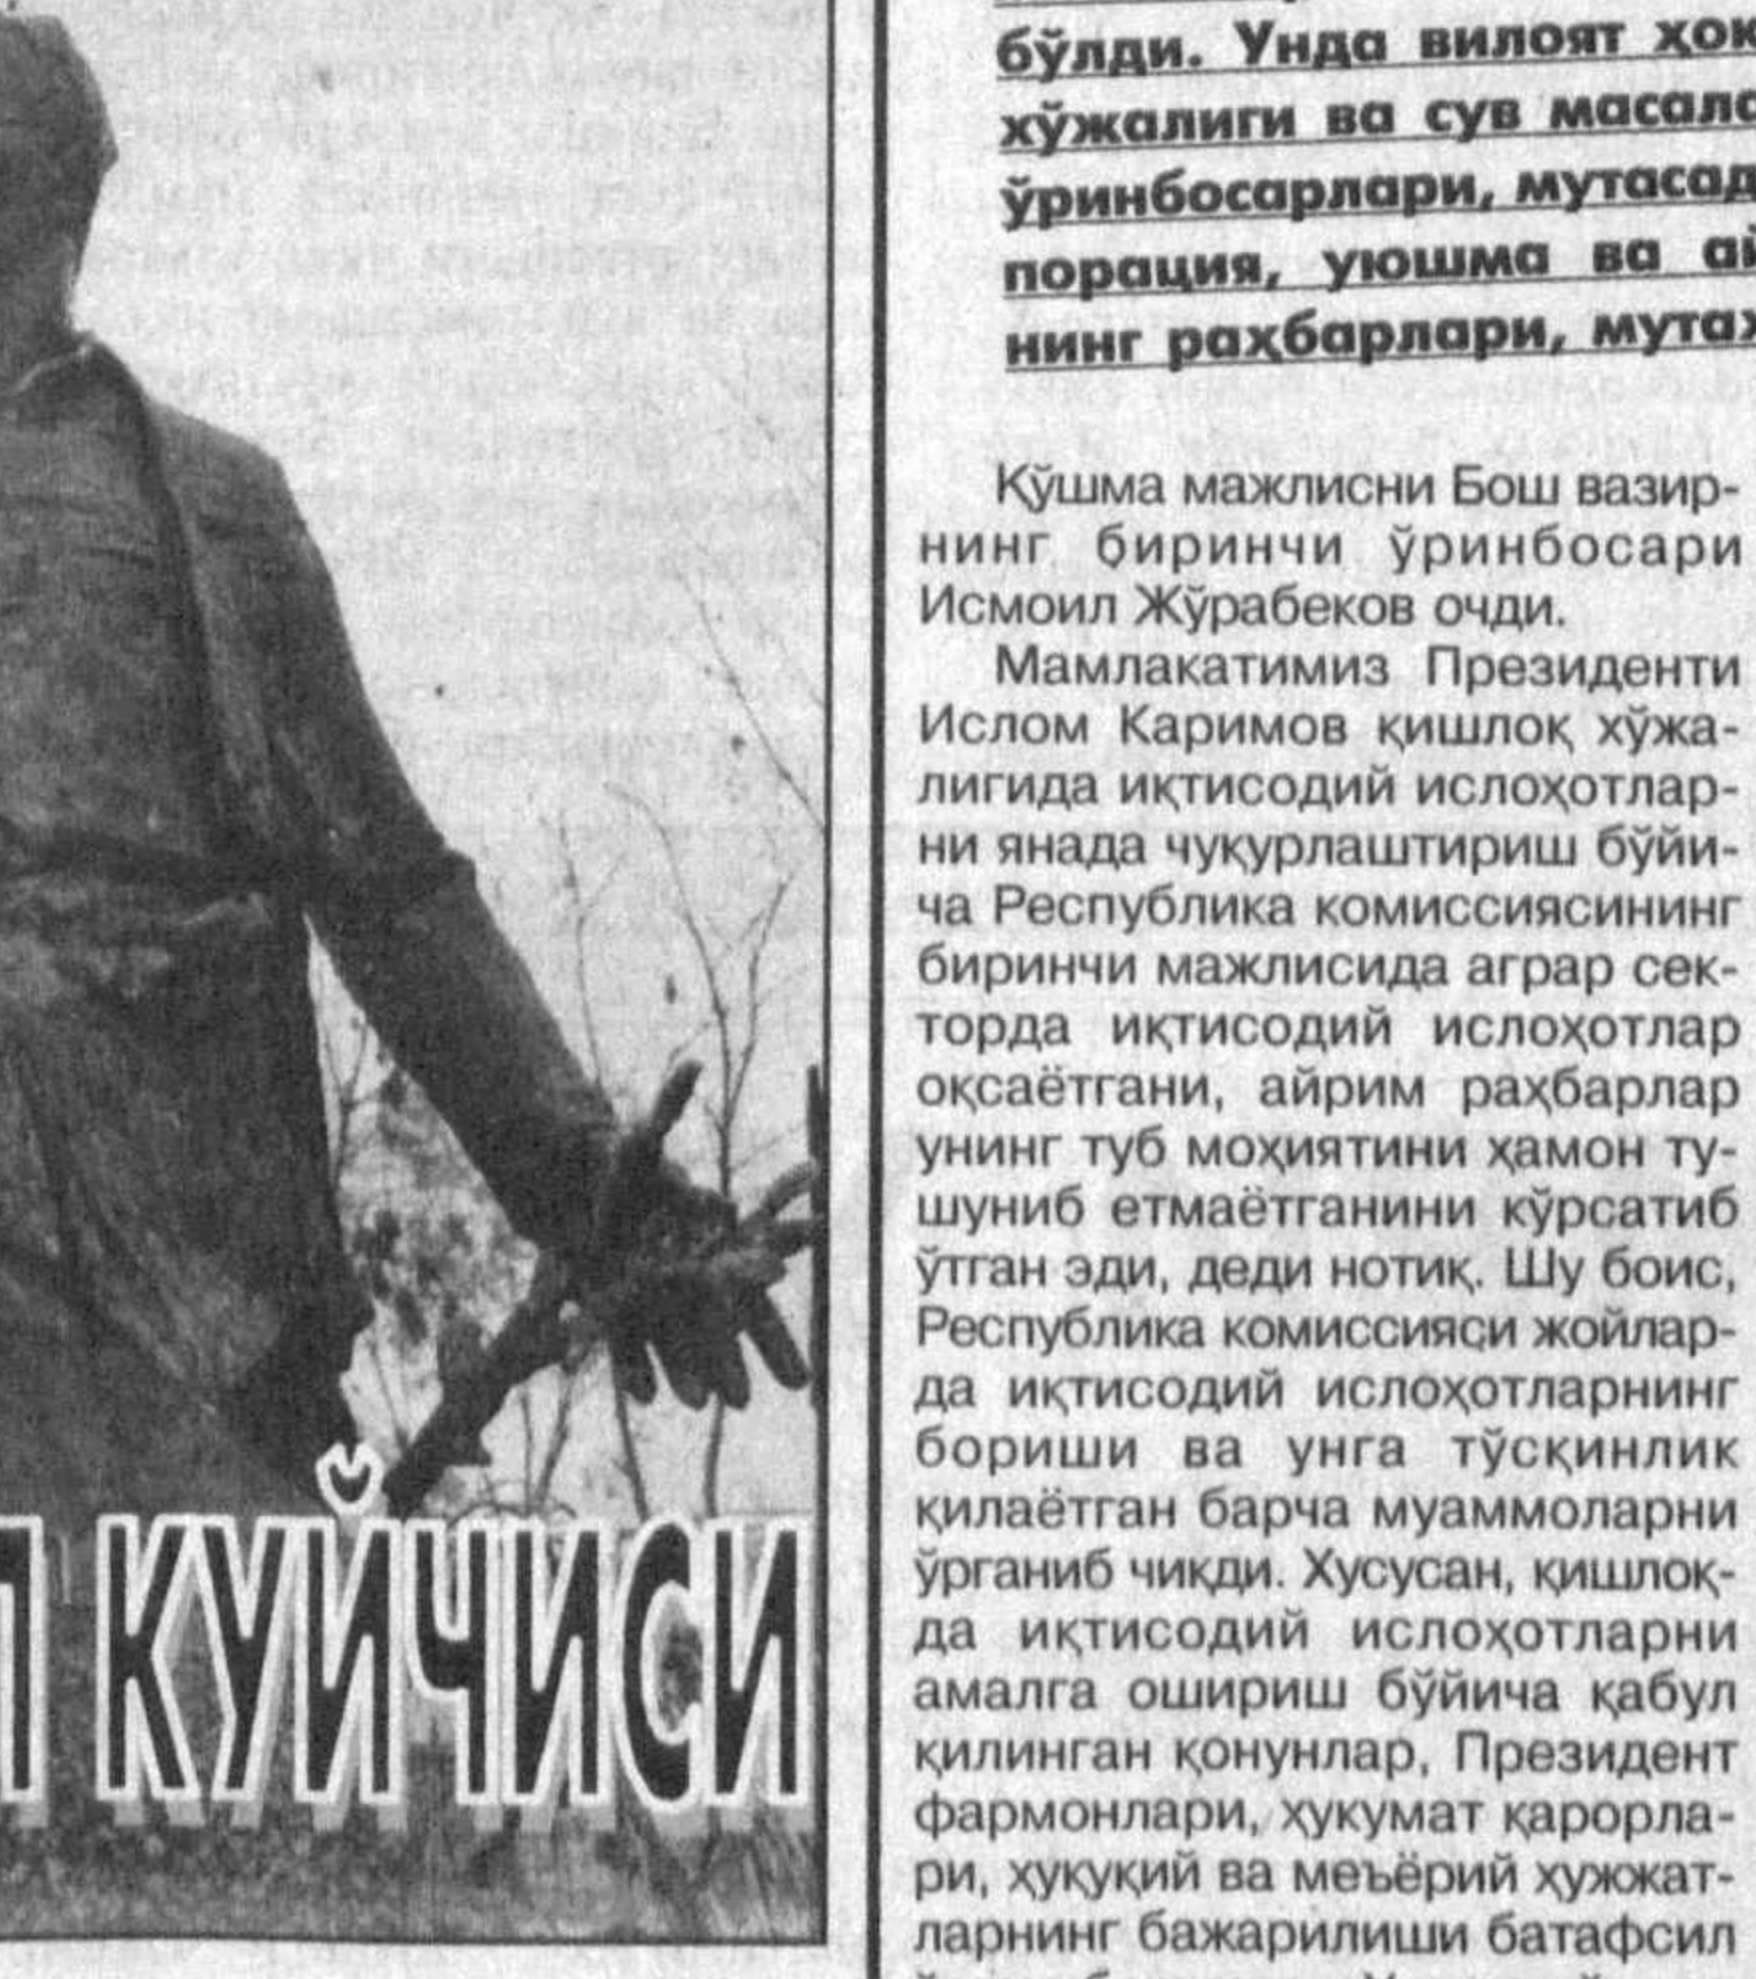 КУЙЧИСИ
бўлди. Унда вилоят
хўжалиги ва сув
ўринбосарлари,
порация, уюшма ва
нинг раҳбарлари,
Қўшма мажлисни Бош вазир-
нинг биринчи ўринбосари
Исмоил Жўрабеков очди.
Мамлакатимиз Президенти
Ислом Каримов қишлоқ хўжа-
лигида иқтисодий ислоҳотлар-
ни янада чуқурлаштириш бўйи-
ча Республика комиссиясининг
биринчи мажлисида аграр сек-
торда иқтисодий ислоҳотлар
оқсаётгани, айрим раҳбарлар
унинг туб моҳиятини ҳамон ту-
шуниб етмаётганини кўрсатиб
ўтган эди, деди нотиқ. Шу боис,
Республика комиссияси жойлар-
да иқтисодий ислоҳотларнинг
бориши ва унга тўсқинлик
қилаётган барча муаммоларни
ўрганиб чиқди. Хусусан, қишлоқ-
да иқтисодий ислоҳотларни
амалга ошириш бўйича қабул
қилинган қонунлар, Президент
фармонлари, ҳукумат қарорла-
ри, ҳуқуқий ва меъёрий ҳужжат-
ларнинг бажарилиши батафсил